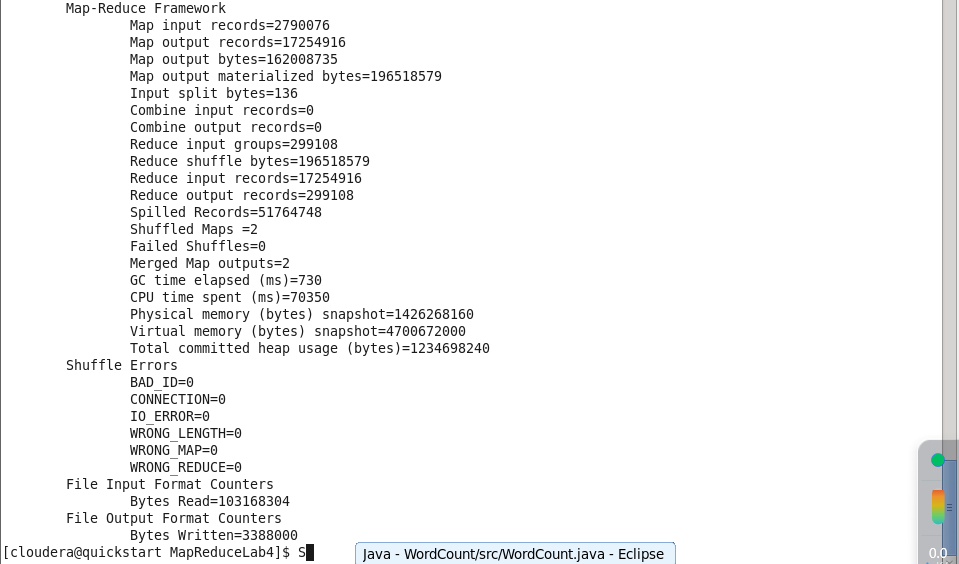 Map-Reduce Framework
Map input records=2790076
Map output records=17254916
Map output bytes=162008735
Map output materialized bytes=196518579
Input split bytes=136
Combine input records=0
Combine output records=0
Reduce input groups=299108
Reduce shuffle bytes=196518579
Reduce input records=17254916
Reduce output records=299108
Spilled Records=51764748
Shuffled Maps =2
Failed Shuffles=0
Merged Map outputs=2
GC time elapsed (ms)=730
CPU time spent (ms)=70350
Physical memory (bytes) snapshot=1426268160
Virtual memory (bytes) snapshot=4700672000
Total committed heap usage (bytes)=1234698240
Shuffle Errors
BAD_ID=0
CONNECTION=0
IO_ERROR=0
WRONG_LENGTH=0
WRONG_MAP=0
WRONG_REDUCE=0
File Input Format Counters
Bytes Read=103168304
File Output Format Counters
Bytes Written=3388000
[cloudera@quickstart MapReduceLab4]$ S
Java - WordCount/src/WordCount.java - Eclipse
0.0